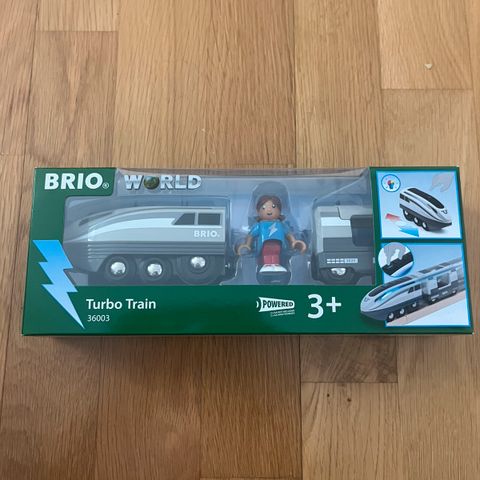 BRIO® WORLD
BRIO®
Turbo Train
36003
POWERED
3+